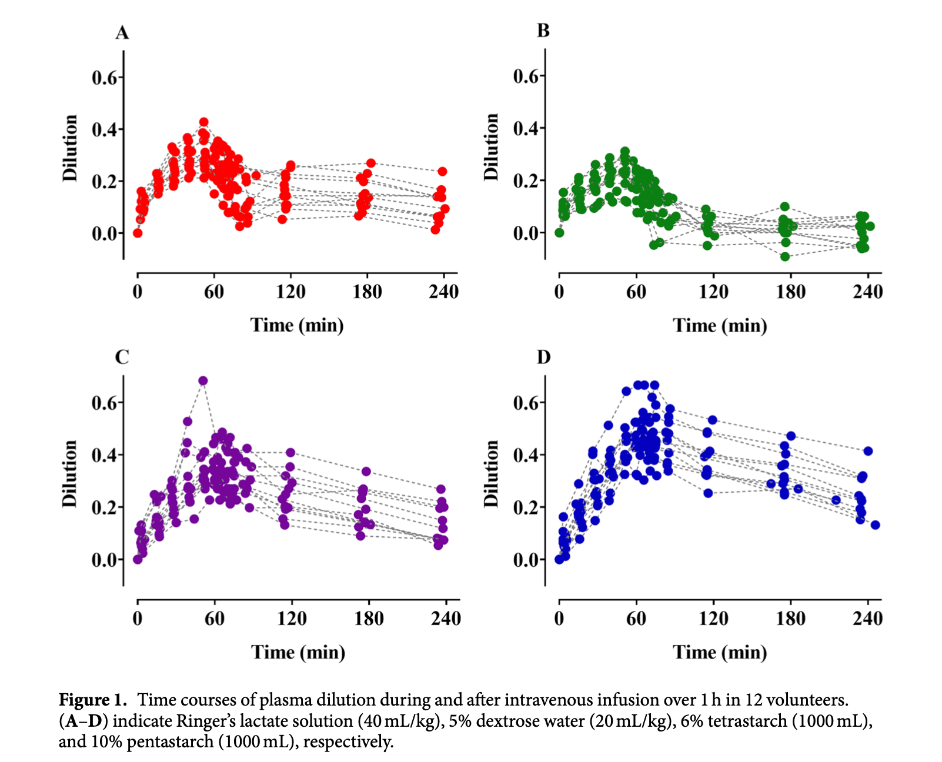 A
0.6
0.4
0.2
0.0
Dilution
0 60 120 180 240
Time (min)
B
0.6
0.4
0.2
0.0
Dilution
0 60 120 180 240
Time (min)
C
0.6
0.4
0.2
0.0
Dilution
0 60 120 180 240
Time (min)
D
0.6
0.4
0.2
0.0
Dilution
0 60 120 180 240
Time (min)
Figure 1. Time courses of plasma dilution during and after intravenous infusion over 1 h in 12 volunteers.
(A–D) indicate Ringer’s lactate solution (40 mL/kg), 5% dextrose water (20 mL/kg), 6% tetrastarch (1000 mL),
and 10% pentastarch (1000 mL), respectively.